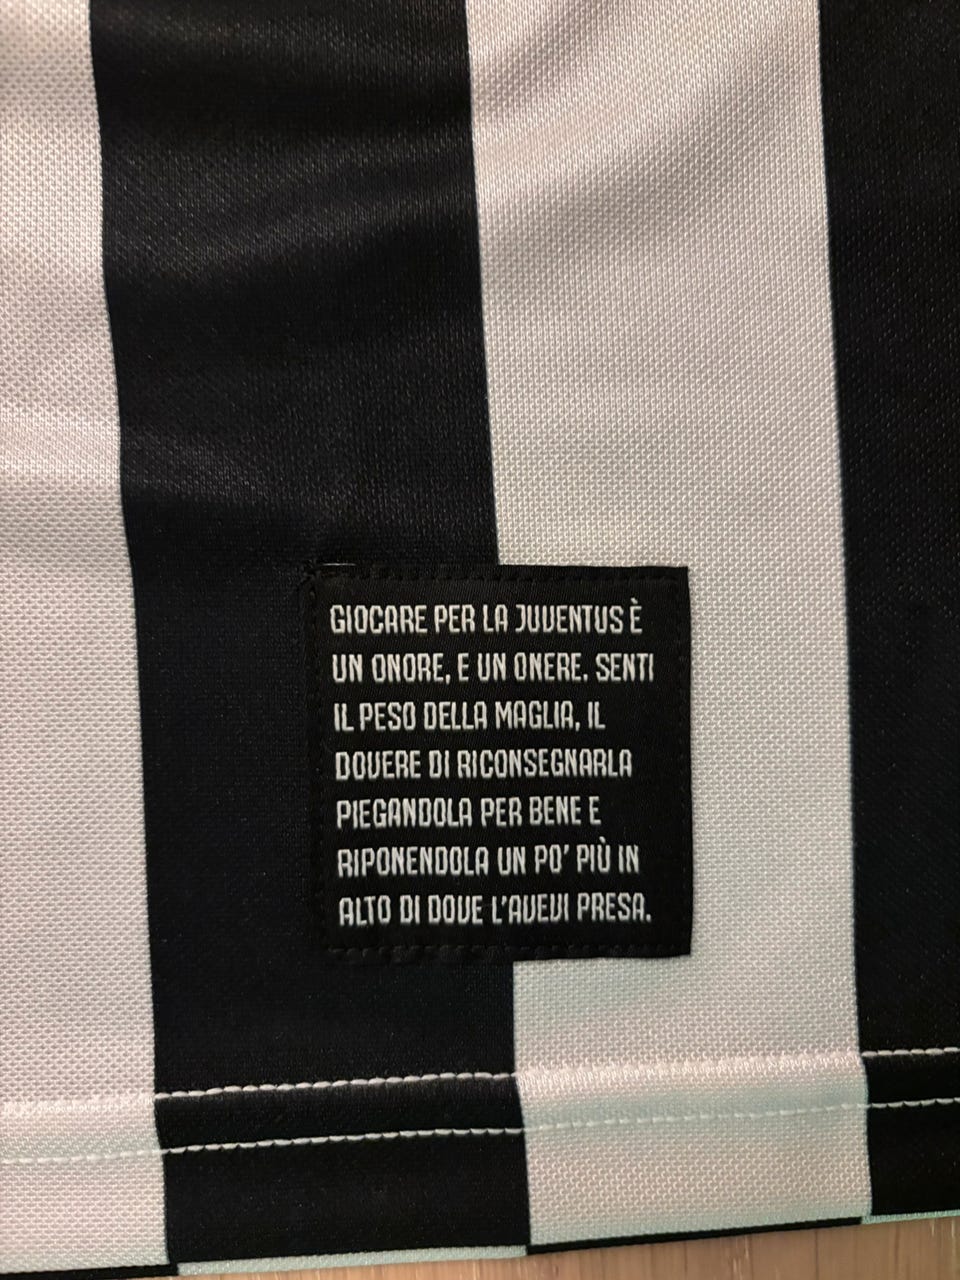 GIOCARE PER LA JUVENTUS È
UN ONORE, E UN ONERE. SENTI
IL PESO DELLA MAGLIA, IL
DOVERE DI RICONSEGNARLA
PIEGANDOLA PER BENE E
RIPONENDOLA UN PO' PIÙ IN
ALTO DI DOVE L'AVEVI PRESA.